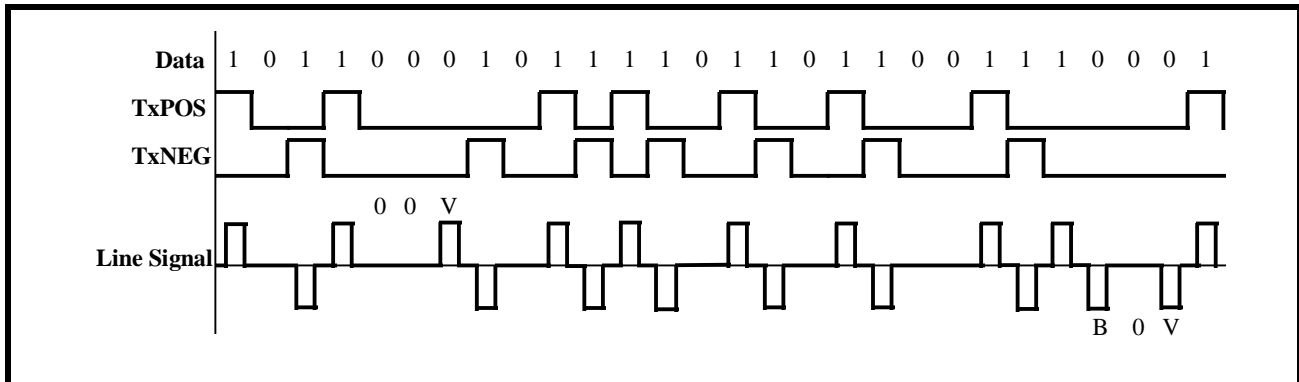 Data 1 0 1 1 0 0 0 1 0 1 1 1 1 0 1 1 0 1 1 0 0 1 1 1 0 0 0 1
TxPOS
TxNEG
0 0 V
Line Signal
B 0 V